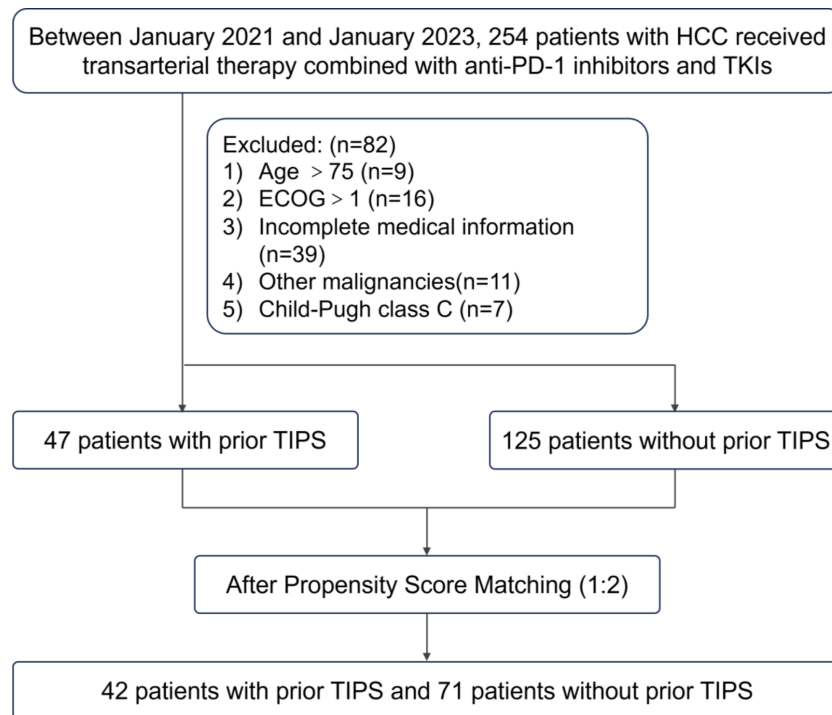 Between January 2021 and January 2023, 254 patients with HCC received
transarterial therapy combined with anti-PD-1 inhibitors and TKIs
Excluded: (n=82)
1) Age > 75 (n=9)
2) ECOG > 1 (n=16)
3) Incomplete medical information
(n=39)
4) Other malignancies(n=11)
5) Child-Pugh class C (n=7)
47 patients with prior TIPS
125 patients without prior TIPS
After Propensity Score Matching (1:2)
42 patients with prior TIPS and 71 patients without prior TIPS